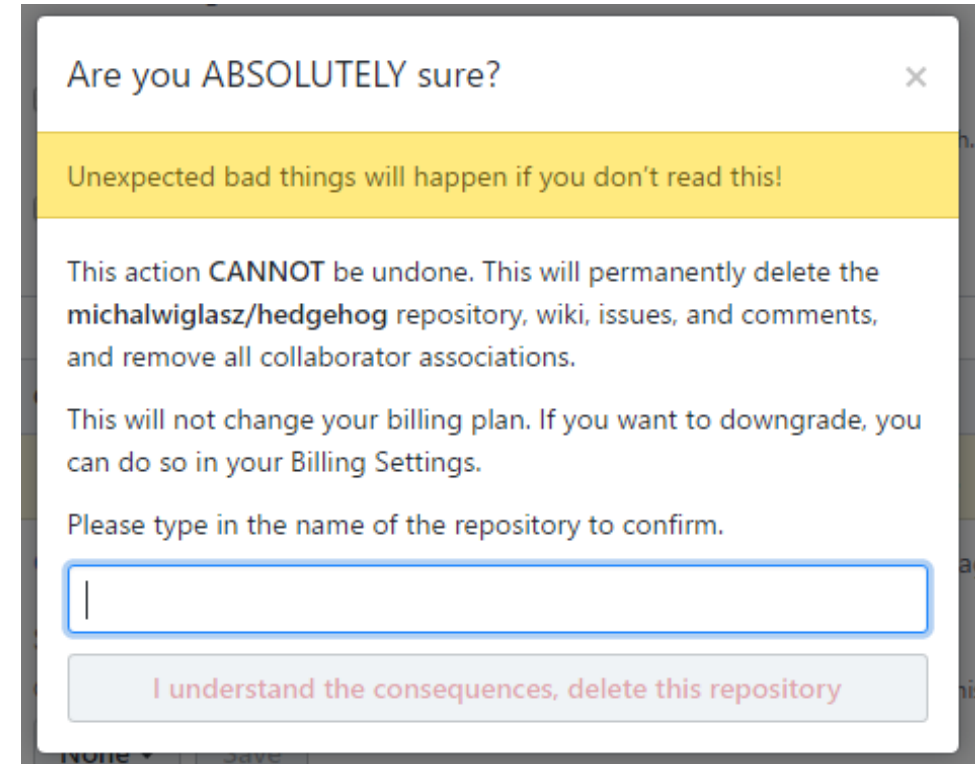 Are you ABSOLUTELY sure?
×
Unexpected bad things will happen if you don't read this!
This action CANNOT be undone. This will permanently delete the
michalwiglasz/hedgehog repository, wiki, issues, and comments,
and remove all collaborator associations.
This will not change your billing plan. If you want to downgrade, you
can do so in your Billing Settings.
Please type in the name of the repository to confirm.
I understand the consequences, delete this repository
None
Save